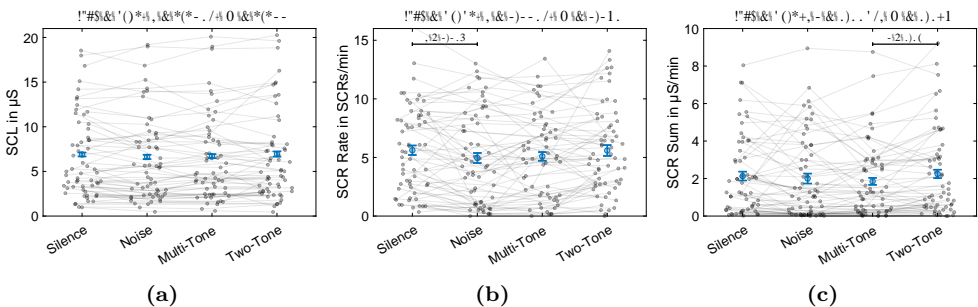 SCL in µS
20
15
10
5
0
Silence
Noise
Multi-Tone
Two-Tone
(a)
SCR Rate in SCRs/min
15
10
5
0
Silence
Noise
Multi-Tone
Two-Tone
(b)
SCR Sum in µS/min
10
8
6
4
2
0
Silence
Noise
Multi-Tone
Two-Tone
(c)